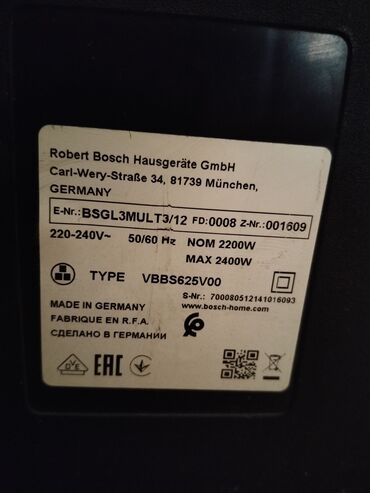 Robert Bosch Hausgeräte GmbH
Carl-Wery-Straße 34, 81739 München,
GERMANY
E-Nr.: BSGL3MULT3/12 FD: 0008 Z-Nr.: 001609
220-240V~ 50/60 Hz NOM 2200W
MAX 2400W
TYPE VBBS625V00
S-Nr.: 700080512141016093
MADE IN GERMANY www.bosch-home.com
FABRIQUE EN R.F.A.
СДЕЛАНО В ГЕРМАНИИ
DVE EAC